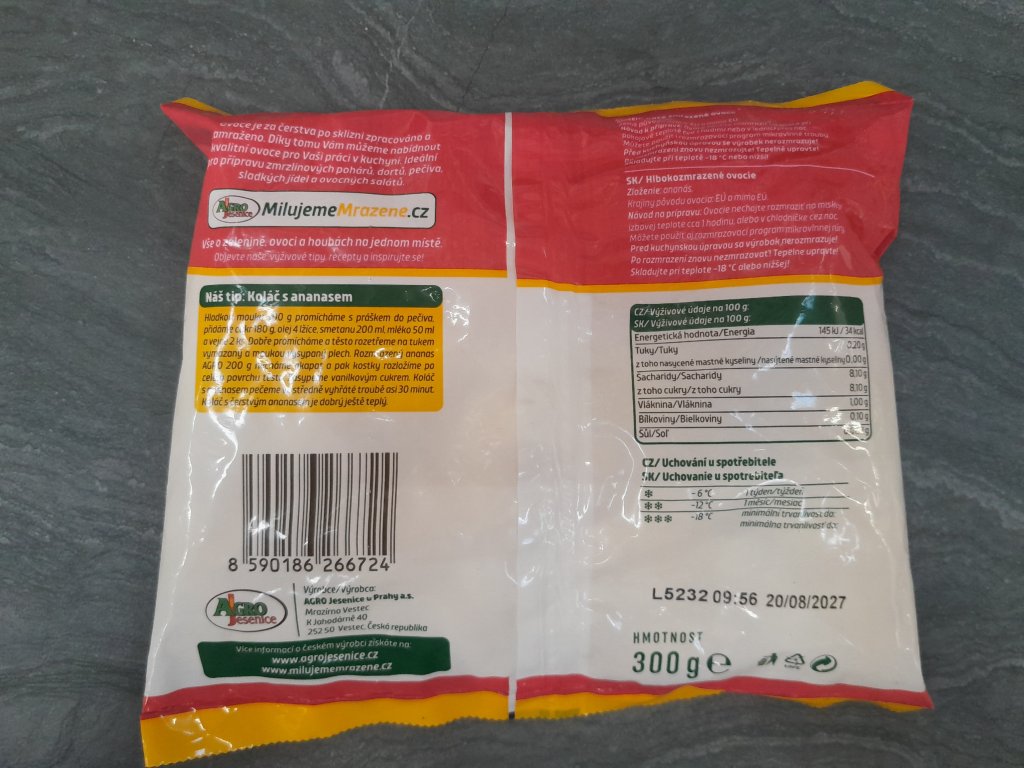 Ovoce je za čerstva po sklizni zpracováno a
zamraženo. Díky tomu Vám můžeme nabídnout
kvalitní ovoce pro Vaši práci v kuchyni. Ideální
pro přípravu zmrzlinových pohárů, dortů, pečiva,
sladkých jídel a ovocných salátů.
AGRO Jesenice MilujemeMrazene.cz
Vše o zelenině, ovoci a houbách na jednom místě.
Objevte naše výživové tipy, recepty a inspirujte se!
Náš tip: Koláč s ananasem
Hladkou mouku g promícháme s práškem do pečiva,
přidáme cukr 180 g, olej 4 lžíce, smetanu 200 ml, mléko 50 ml
a vejce 2 ks. Dobře promícháme a těsto rozetřeme na tukem
vymazaný a moukou vysypaný plech. Rozmražený ananas
AGRO 200 g necháme okapat a pak kostky rozložíme po
celém povrchu těsta. Zasypeme vanilkovým cukrem. Koláč
s ananasem pečeme ve středně vyhřáté troubě asi 30 minut.
Koláč s čerstvým ananasem je dobrý ještě teplý.
8 590186 266724
AGRO Jesenice
Výrobce/Výrobca:
AGRO Jesenice u Prahy a.s.
Mrazírna Vestec
K Jahodárně 40
252 50 Vestec, Česká republika
Více informací o českém výrobci získáte na:
www.agrojesenice.cz
www.milujememrazene.cz
ovoce
Návod k přípravě:
program mikrovlnné trouby.
Před kuchyňskou úpravou se výrobek nerozmrazuje!
Po rozmrazení znovu nezmrazujte! Tepelně upravte!
Skladujte při teplotě -18 °C nebo nižší!
SK/ Hlbokozmrazené ovocie
Zloženie: ananás.
Krajiny pôvodu ovocia: EÚ a mimo EÚ.
Návod na prípravu: Ovocie nechajte rozmraziť na miske
izbovej teplote cca 1 hodinu, alebo v chladničke cez noc.
Môžete použiť aj rozmrazovací program mikrovlnnej rúry.
Pred kuchynskou úpravou sa výrobok nerozmrazuje!
Po rozmrazení znovu nezmrazovať! Tepelne upravte!
Skladujte pri teplote -18 °C alebo nižšej!
CZ/ Výživové údaje na 100 g:
SK/ Výživové údaje na 100 g:
Energetická hodnota/Energia 145 kJ / 34 kcal
Tuky/Tuky 0,20 g
z toho nasycené mastné kyseliny /nasýtené mastné kyseliny 0,00 g
Sacharidy/Sacharidy 8,10 g
z toho cukry/z toho cukry 8,10 g
Vláknina/Vláknina 1,00 g
Bílkoviny/Bielkoviny 0,10 g
Sůl/Soľ
CZ/ Uchování u spotřebitele
SK/ Uchovanie u spotrebiteľa
-6 °C 1 týden/týždeň
-12 °C 1 měsíc/mesiac
-18 °C minimální trvanlivost do:
minimálna trvanlivosť do:
L5232 09:56 20/08/2027
HMOTNOST
300 g e